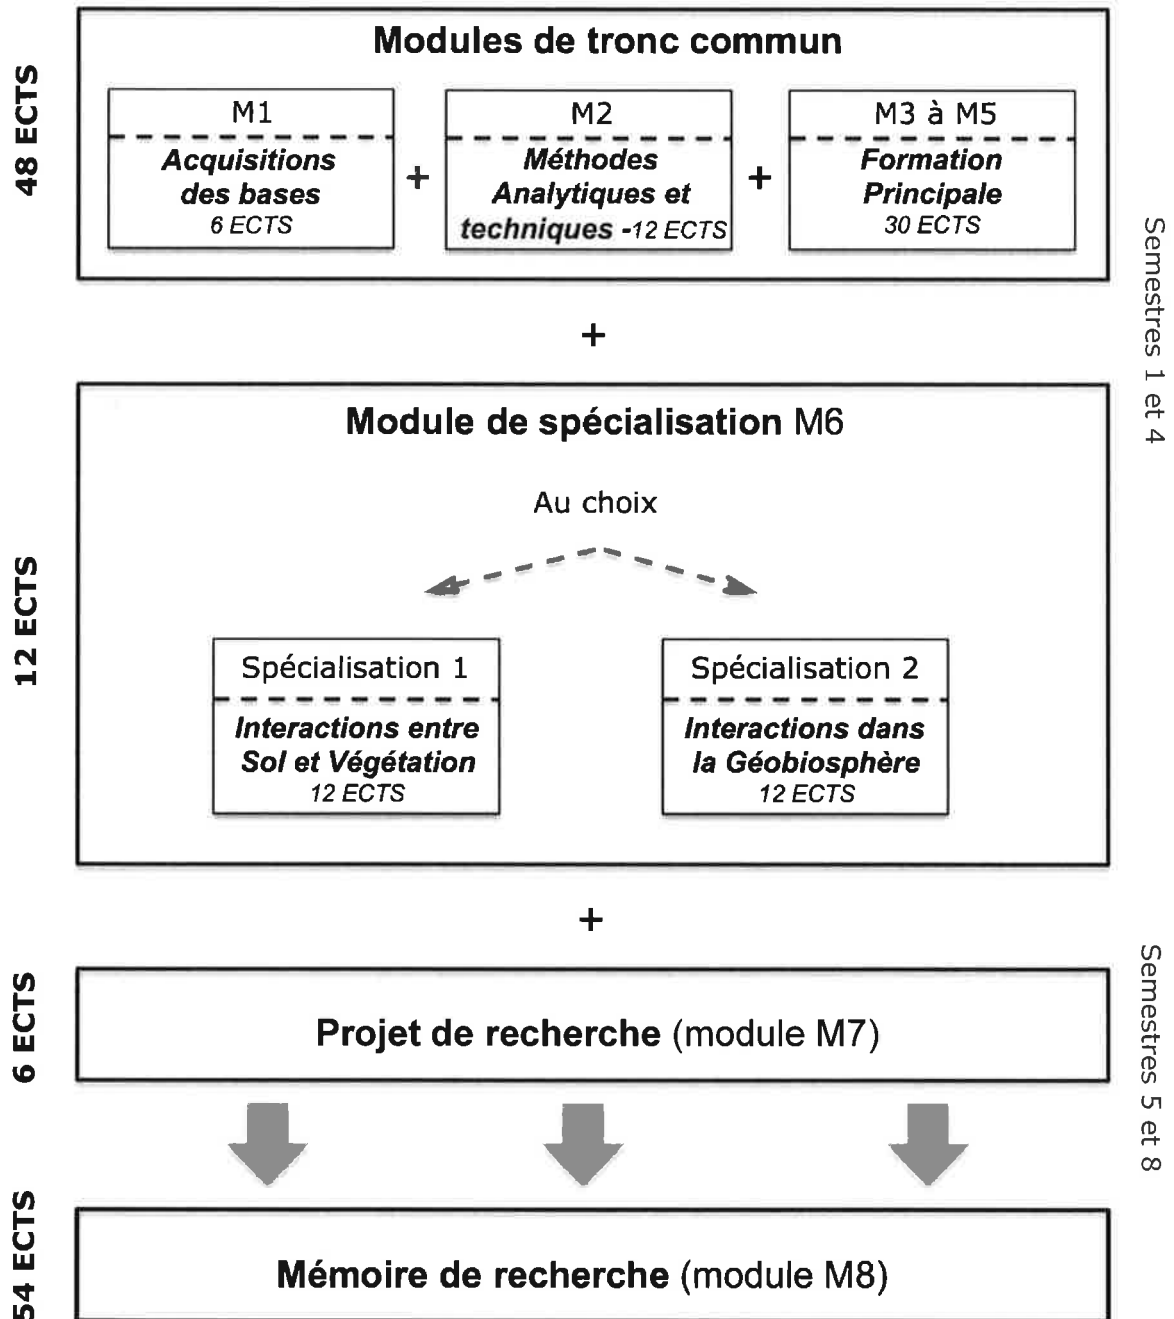 Modules de tronc commun
48 ECTS
M1
Acquisitions
des bases
6 ECTS
+
M2
Méthodes
Analytiques et
techniques -12 ECTS
+
M3 à M5
Formation
Principale
30 ECTS
Semestres 1 et 4
+
Module de spécialisation M6
12 ECTS
Au choix
Spécialisation 1
Interactions entre
Sol et Végétation
12 ECTS
Spécialisation 2
Interactions dans
la Géobiosphère
12 ECTS
+
6 ECTS
Projet de recherche (module M7)
Semestres 5 et 8
54 ECTS
Mémoire de recherche (module M8)